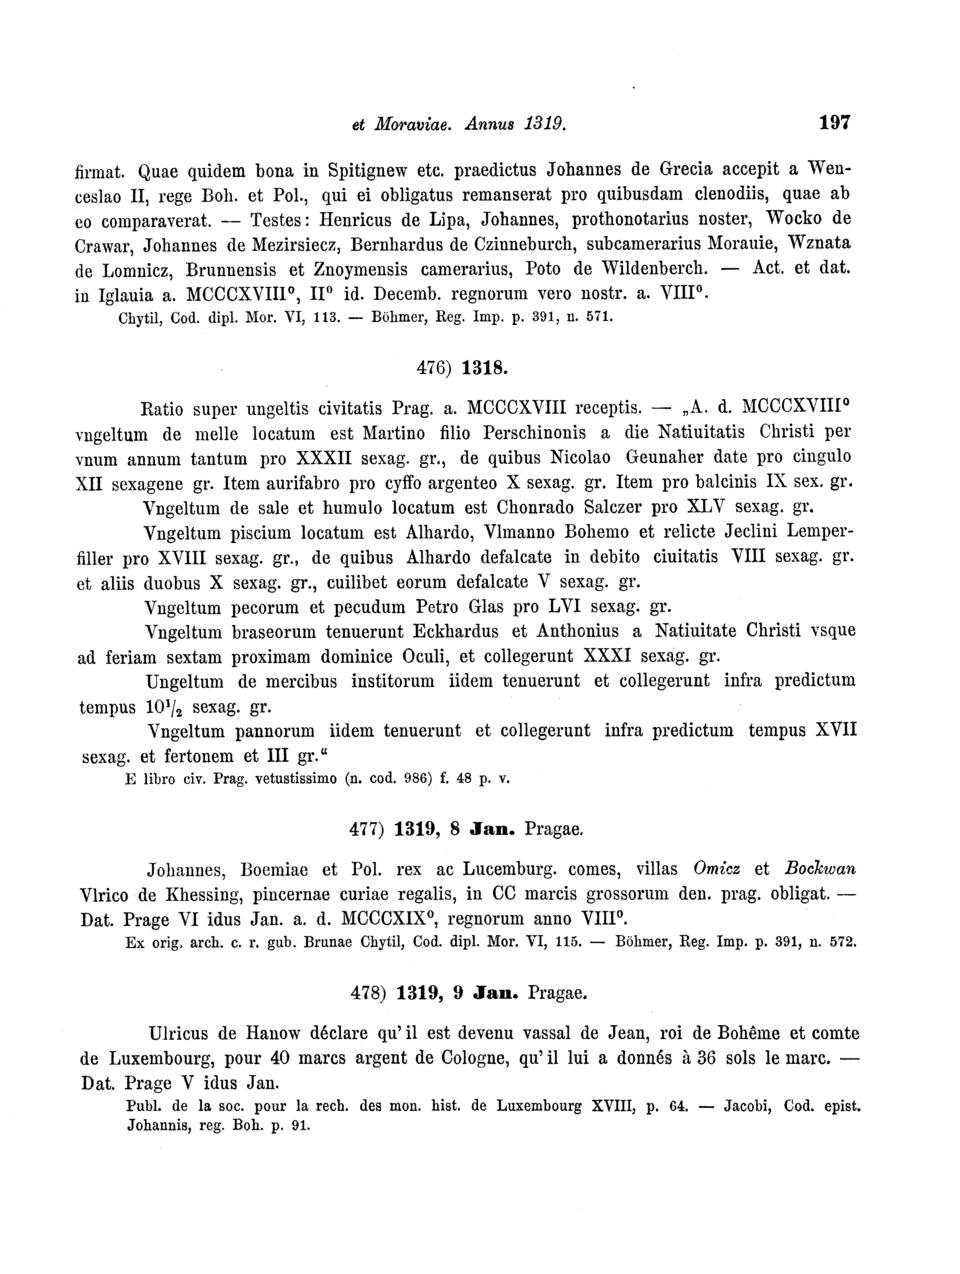 et Moraviae. Annus 1319. 197
firmat. Quae quidem bona in Spitignew etc. praedictus Johannes de Grecia accepit a Wen-
ceslao II, rege Boh. et Pol., qui ei obligatus remanserat pro quibusdam clenodiis, quae ab
eo comparaverat. — Testes: Henricus de Lipa, Johannes, prothonotarius noster, Wocko de
Crawar, Johannes de Mezirsiecz, Bernhardus de Czinneburch, subcamerarius Morauie, Wznata
de Lomnicz, Brunnensis et Znoymensis camerarius, Poto de Wildenberch. — Act. et dat.
in Iglauia a. MCCCXVIII⁰, II⁰ id. Decemb. regnorum vero nostr. a. VIII⁰.
Chytil, Cod. dipl. Mor. VI, 113. — Böhmer, Reg. Imp. p. 391, n. 571.
476) 1318.
Ratio super ungeltis civitatis Prag. a. MCCCXVIII receptis. — „A. d. MCCCXVIII⁰
vngeltum de melle locatum est Martino filio Perschinonis a die Natiuitatis Christi per
vnum annum tantum pro XXXII sexag. gr., de quibus Nicolao Geunaher date pro cingulo
XII sexagene gr. Item aurifabro pro cyffo argenteo X sexag. gr. Item pro balcinis IX sex. gr.
Vngeltum de sale et humulo locatum est Chonrado Salczer pro XLV sexag. gr.
Vngeltum piscium locatum est Alhardo, Vlmanno Bohemo et relicte Jeclini Lemper-
filler pro XVIII sexag. gr., de quibus Alhardo defalcate in debito ciuitatis VIII sexag. gr.
et aliis duobus X sexag. gr., cuilibet eorum defalcate V sexag. gr.
Vngeltum pecorum et pecudum Petro Glas pro LVI sexag. gr.
Vngeltum braseorum tenuerunt Eckhardus et Anthonius a Natiuitate Christi vsque
ad feriam sextam proximam dominice Oculi, et collegerunt XXXI sexag. gr.
Ungeltum de mercibus institorum iidem tenuerunt et collegerunt infra predictum
tempus 10¹/₂ sexag. gr.
Vngeltum pannorum iidem tenuerunt et collegerunt infra predictum tempus XVII
sexag. et fertonem et III gr.“
E libro civ. Prag. vetustissimo (n. cod. 986) f. 48 p. v.
477) 1319, 8 Jan. Pragae.
Johannes, Boemiae et Pol. rex ac Lucemburg. comes, villas Omicz et Bockwan
Vlrico de Khessing, pincernae curiae regalis, in CC marcis grossorum den. prag. obligat. —
Dat. Prage VI idus Jan. a. d. MCCCXIX⁰, regnorum anno VIII⁰.
Ex orig. arch. c. r. gub. Brunae Chytil, Cod. dipl. Mor. VI, 115. — Böhmer, Reg. Imp. p. 391, n. 572.
478) 1319, 9 Jan. Pragae.
Ulricus de Hanow déclare qu' il est devenu vassal de Jean, roi de Bohême et comte
de Luxembourg, pour 40 marcs argent de Cologne, qu' il lui a donnés à 36 sols le marc. —
Dat. Prage V idus Jan.
Publ. de la soc. pour la rech. des mon. hist. de Luxembourg XVIII, p. 64. — Jacobi, Cod. epist.
Johannis, reg. Boh. p. 91.